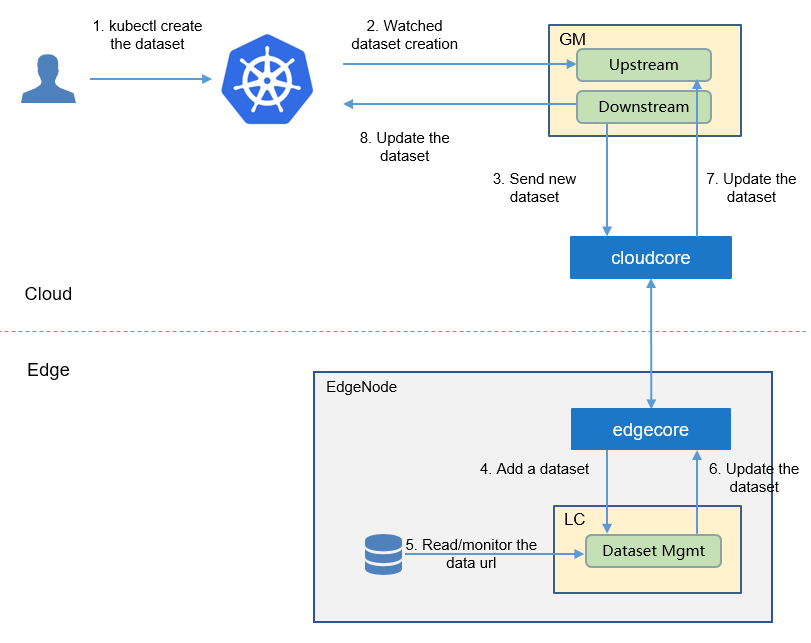 1. kubectl create
the dataset
2. Watched
dataset creation
GM
Upstream
Downstream
8. Update the
dataset
3. Send new
dataset
7. Update the
dataset
cloudcore
Cloud
Edge
EdgeNode
edgecore
4. Add a dataset
6. Update the
dataset
LC
5. Read/monitor the
data url
Dataset Mgmt